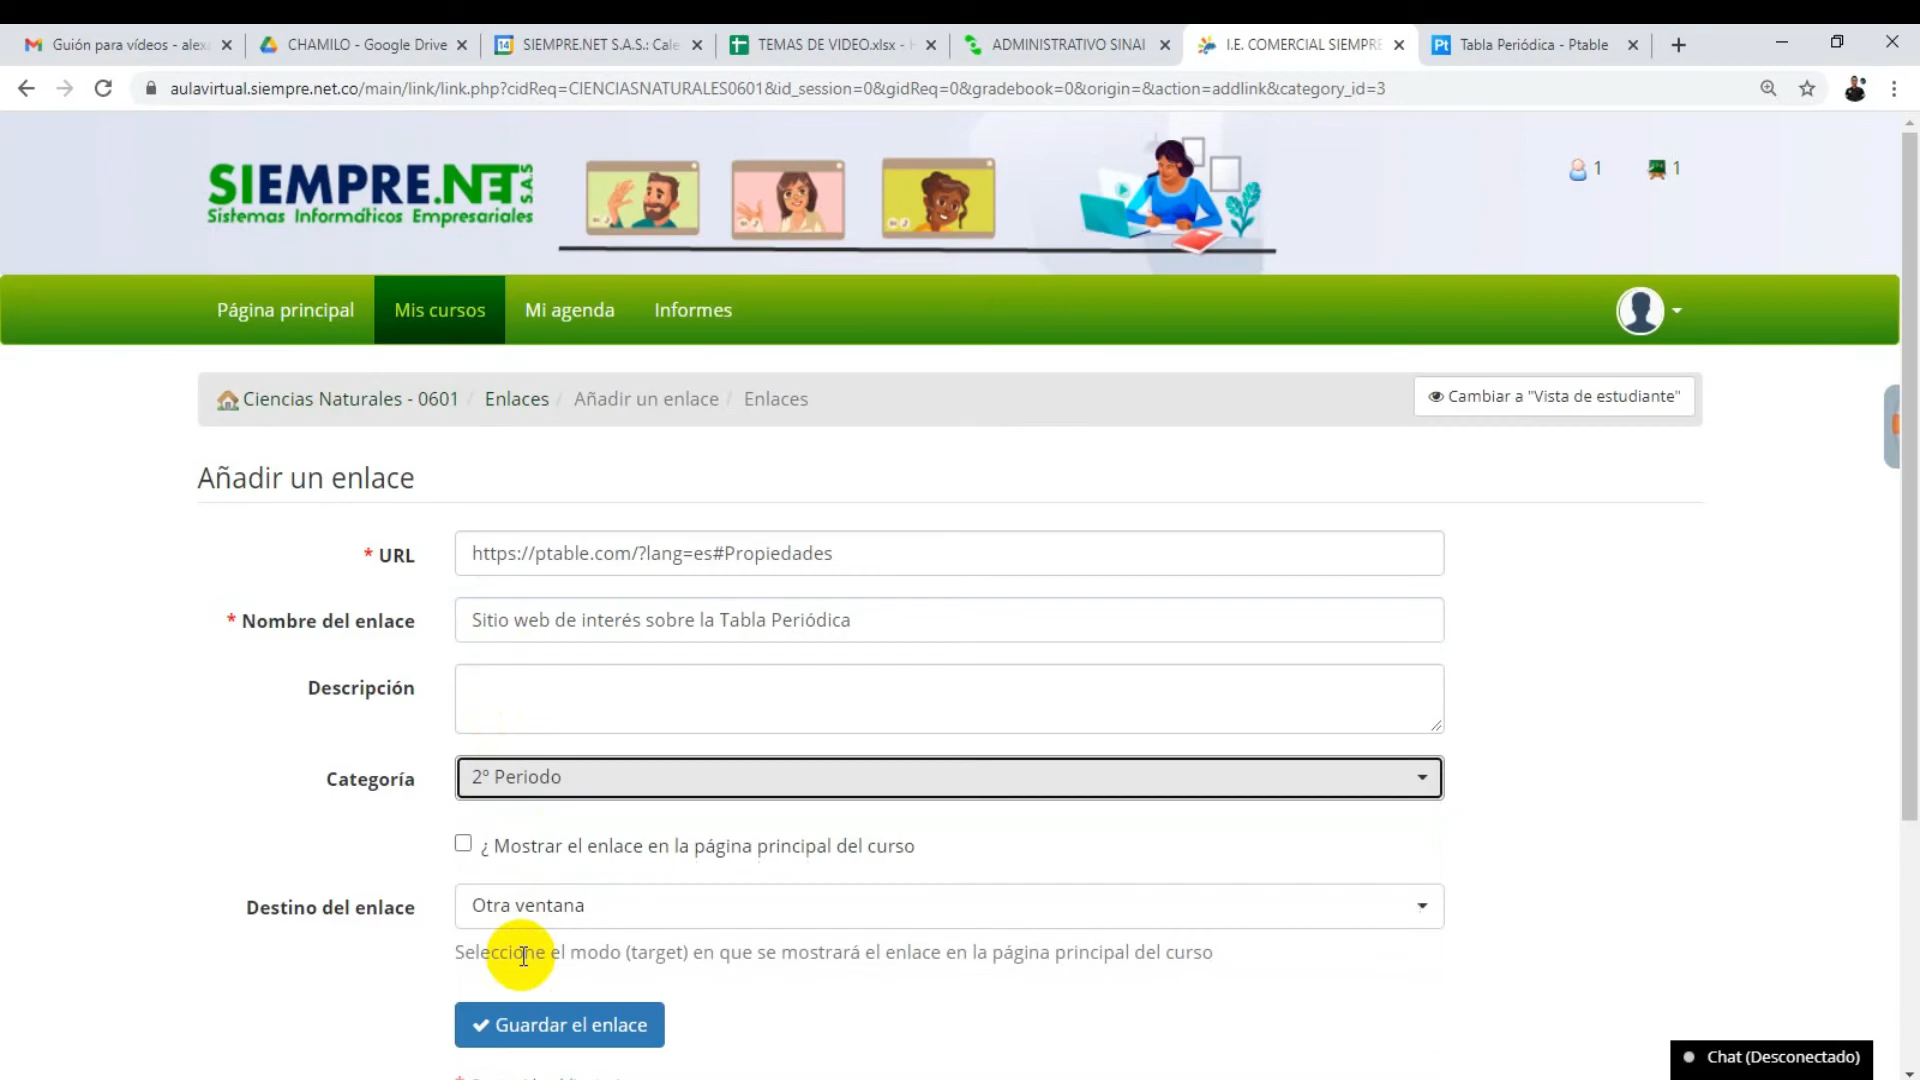 Guión para vídeos - alex
CHAMILO - Google Drive
14 SIEMPRE.NET S.A.S.: Cale
TEMAS DE VIDEO.xlsx -
ADMINISTRATIVO SINAI
I.E. COMERCIAL SIEMPRE
Pt Tabla Periódica - Ptable
aulavirtual.siempre.net.co/main/link/link.php?cidReq=CIENCIASNATURALES0601&id_session=0&gidReq=0&gradebook=0&origin=&action=addlink&category_id=3
SIEMPRE.NET S.A.S
Sistemas Informáticos Empresariales
1
1
Página principal
Mis cursos
Mi agenda
Informes
Ciencias Naturales - 0601 / Enlaces / Añadir un enlace / Enlaces
Cambiar a "Vista de estudiante"
Añadir un enlace
* URL
https://ptable.com/?lang=es#Propiedades
* Nombre del enlace
Sitio web de interés sobre la Tabla Periódica
Descripción
Categoría
2º Periodo
¿ Mostrar el enlace en la página principal del curso
Destino del enlace
Otra ventana
Seleccione el modo (target) en que se mostrará el enlace en la página principal del curso
Guardar el enlace
Chat (Desconectado)